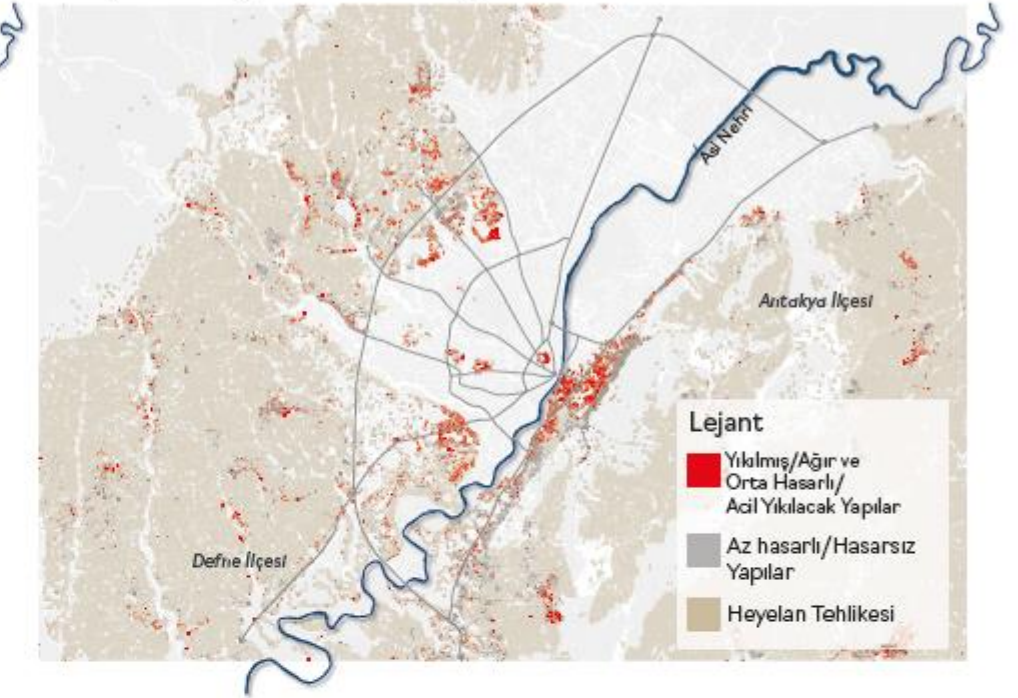 Asi Nehri
Antakya İlçesi
Lejant
Yıkılmış/Ağır ve
Orta Hasarlı/
Acil Yıkılacak Yapılar
Az hasarlı/Hasarsız
Yapılar
Defne İlçesi
Heyelan Tehlikesi